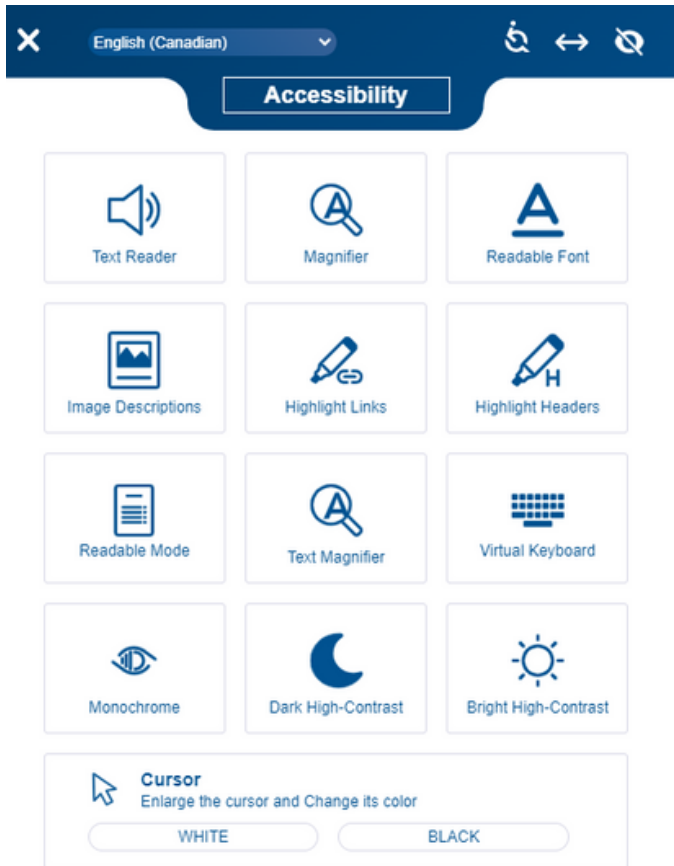 English (Canadian)
Accessibility
Text Reader
Magnifier
Readable Font
Image Descriptions
Highlight Links
Highlight Headers
Readable Mode
Text Magnifier
Virtual Keyboard
Monochrome
Dark High-Contrast
Bright High-Contrast
Cursor
Enlarge the cursor and Change its color
WHITE
BLACK